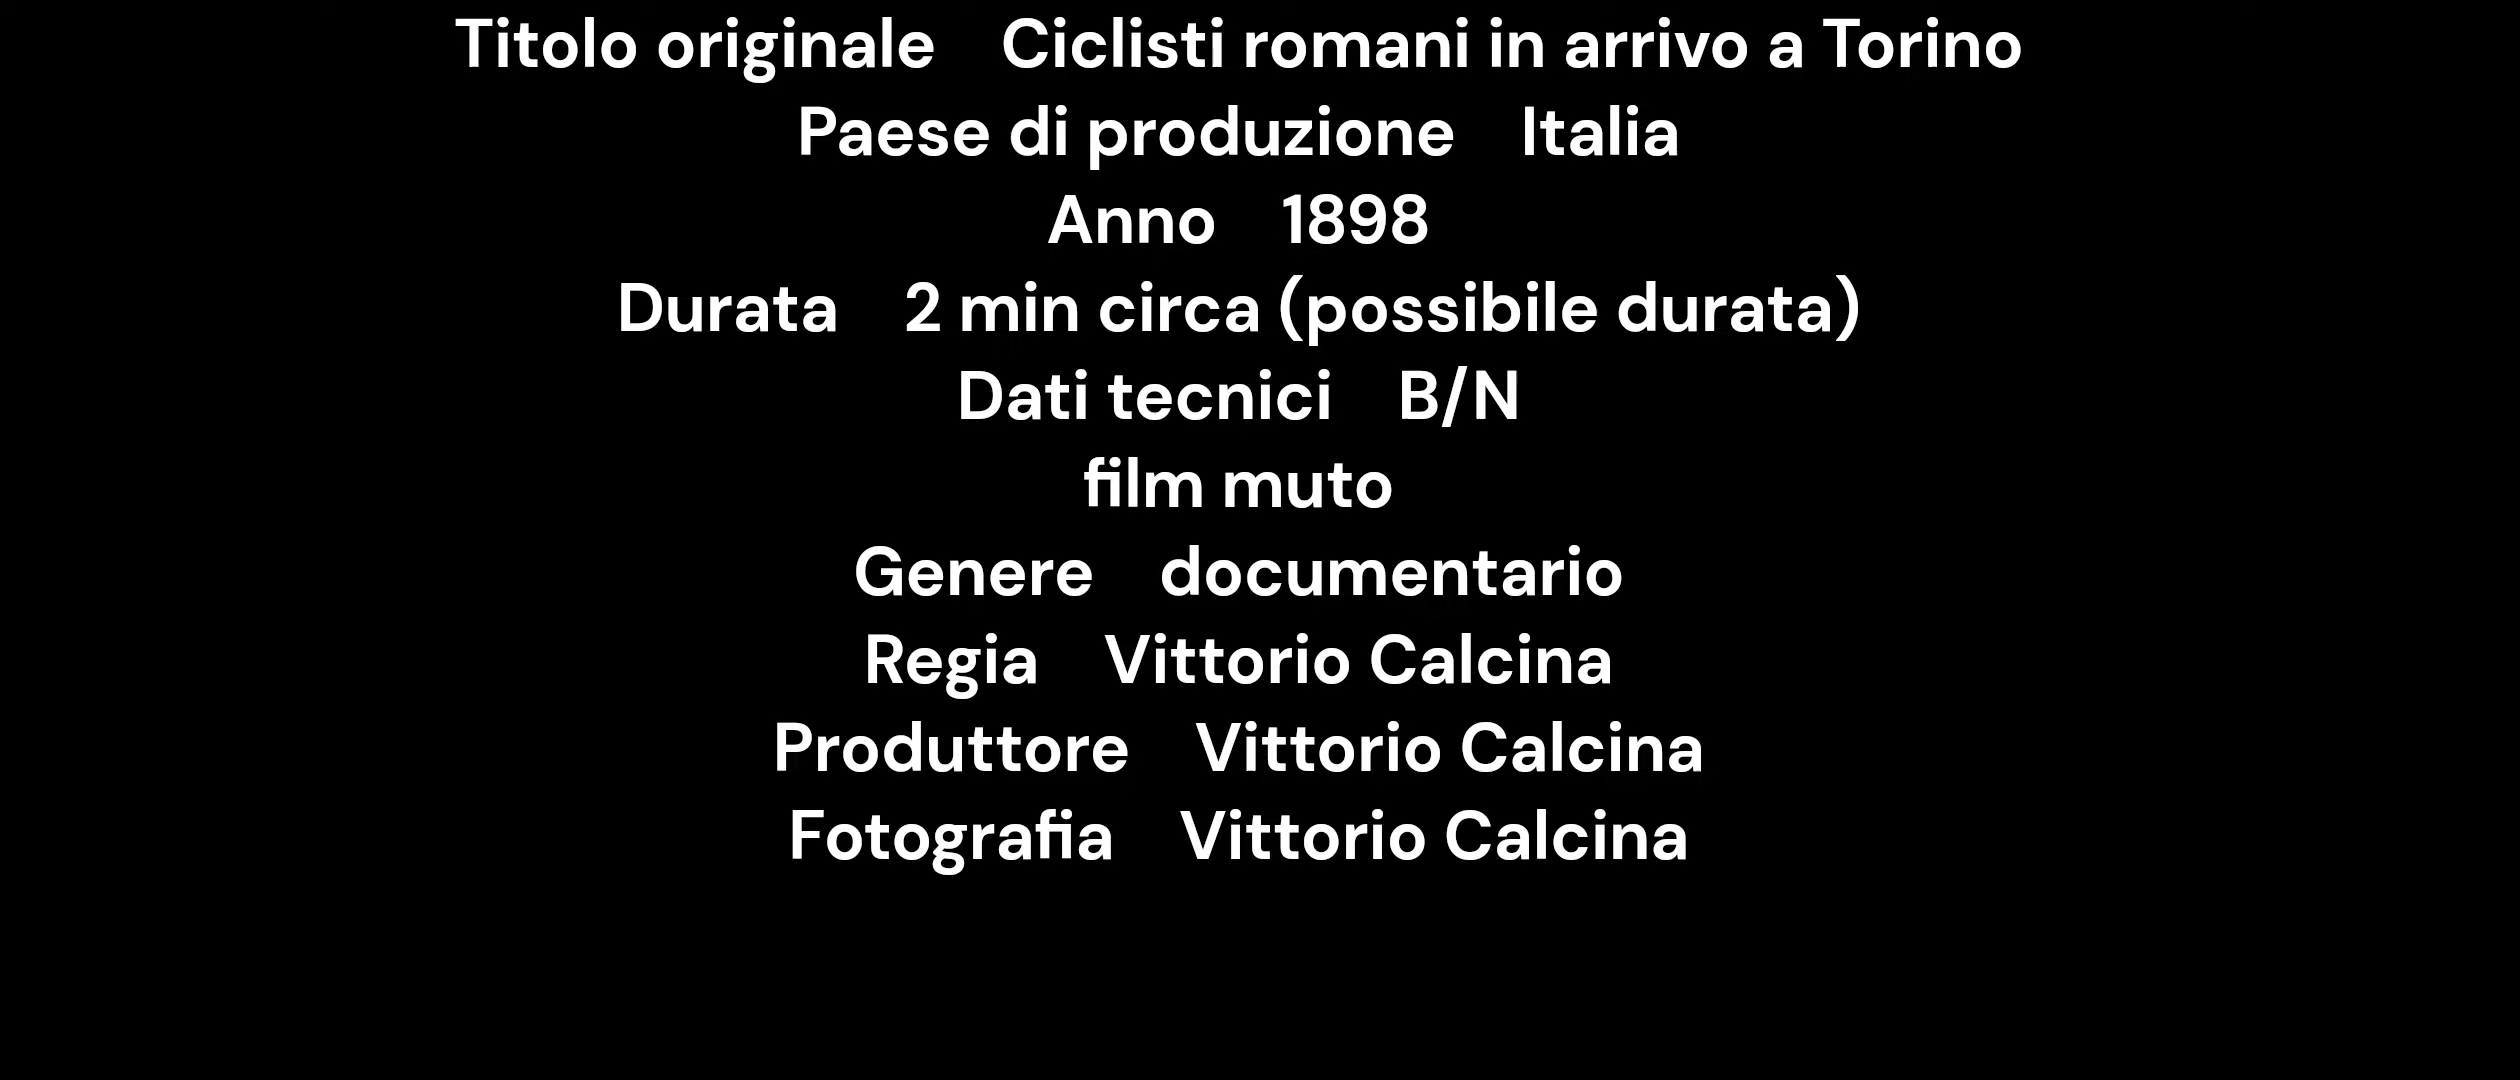 Titolo originale Ciclisti romani in arrivo a Torino
Paese di produzione Italia
Anno 1898
Durata 2 min circa (possibile durata)
Dati tecnici B/N
film muto
Genere documentario
Regia Vittorio Calcina
Produttore Vittorio Calcina
Fotografia Vittorio Calcina